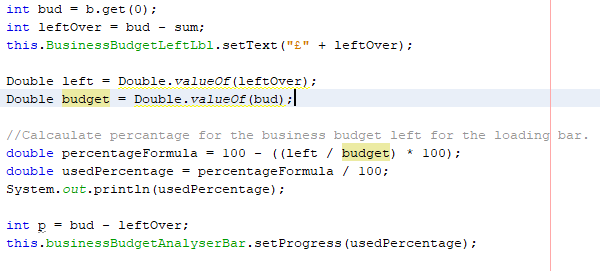 int bud = b.get(0);
int leftOver = bud - sum;
this.BusinessBudgetLeftLbl.setText("£" + leftOver);
Double left = Double.valueOf(leftOver);
Double budget = Double.valueOf(bud);
//Calcaulate percantage for the business budget left for the loading bar.
double percentageFormula = 100 - ((left / budget) * 100);
double usedPercentage = percentageFormula / 100;
System.out.println(usedPercentage);
int p = bud - leftOver;
this.businessBudgetAnalyserBar.setProgress(usedPercentage);